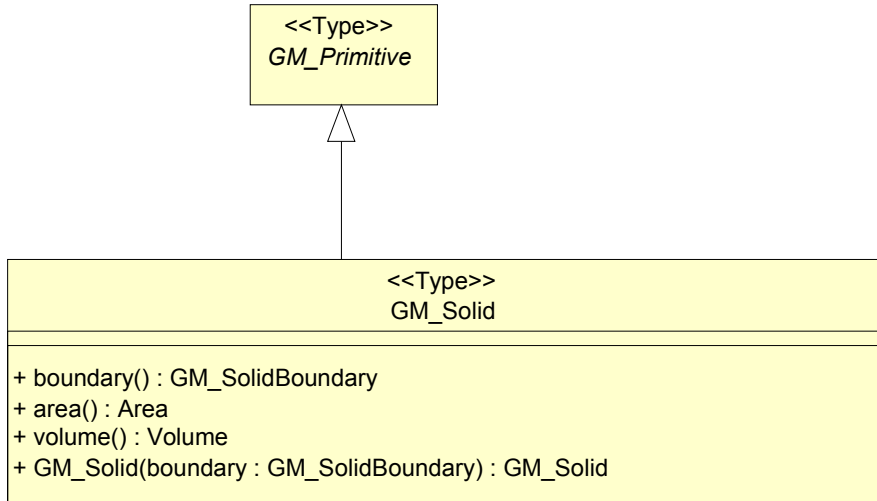 <<Type>>
GM_Primitive
<<Type>>
GM_Solid
+ boundary() : GM_SolidBoundary
+ area() : Area
+ volume() : Volume
+ GM_Solid(boundary : GM_SolidBoundary) : GM_Solid